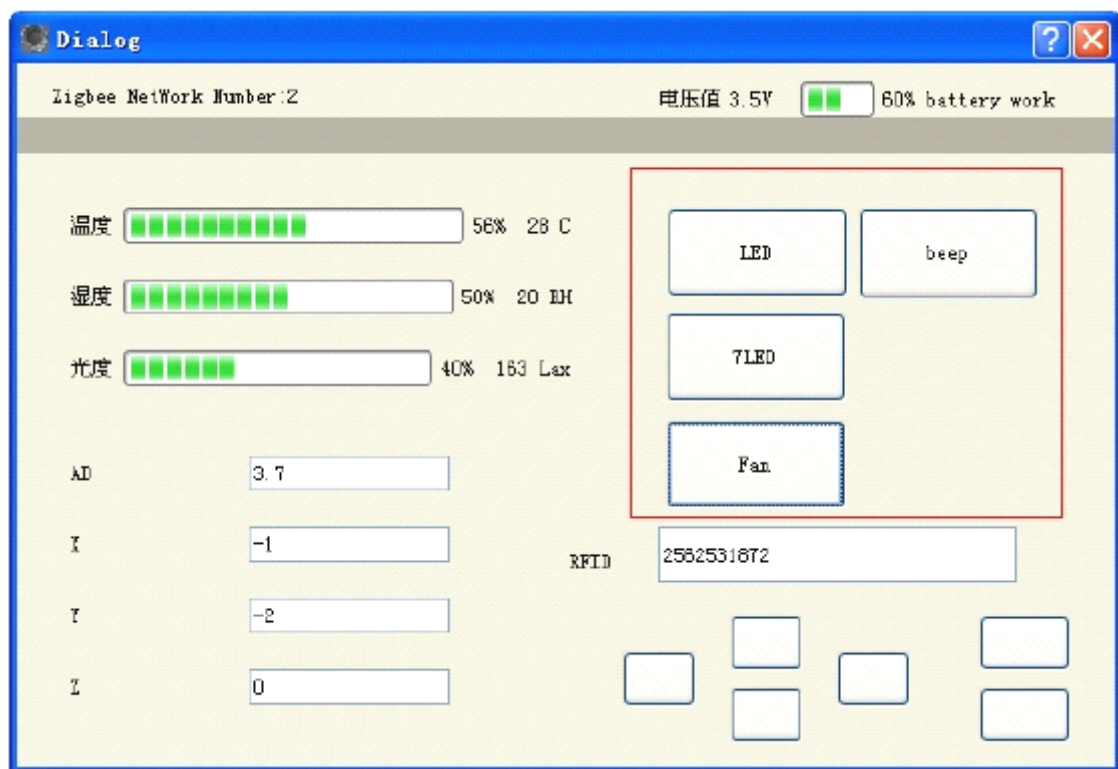 Dialog
Zigbee NetWork Number:Z
电压值 3.5V 60% battery work
温度 56% 28 C
湿度 50% 20 RH
光度 40% 163 Lax
LED
beep
7LED
Fan
AD 3.7
X -1
Y -2
Z 0
RFID 2582531872